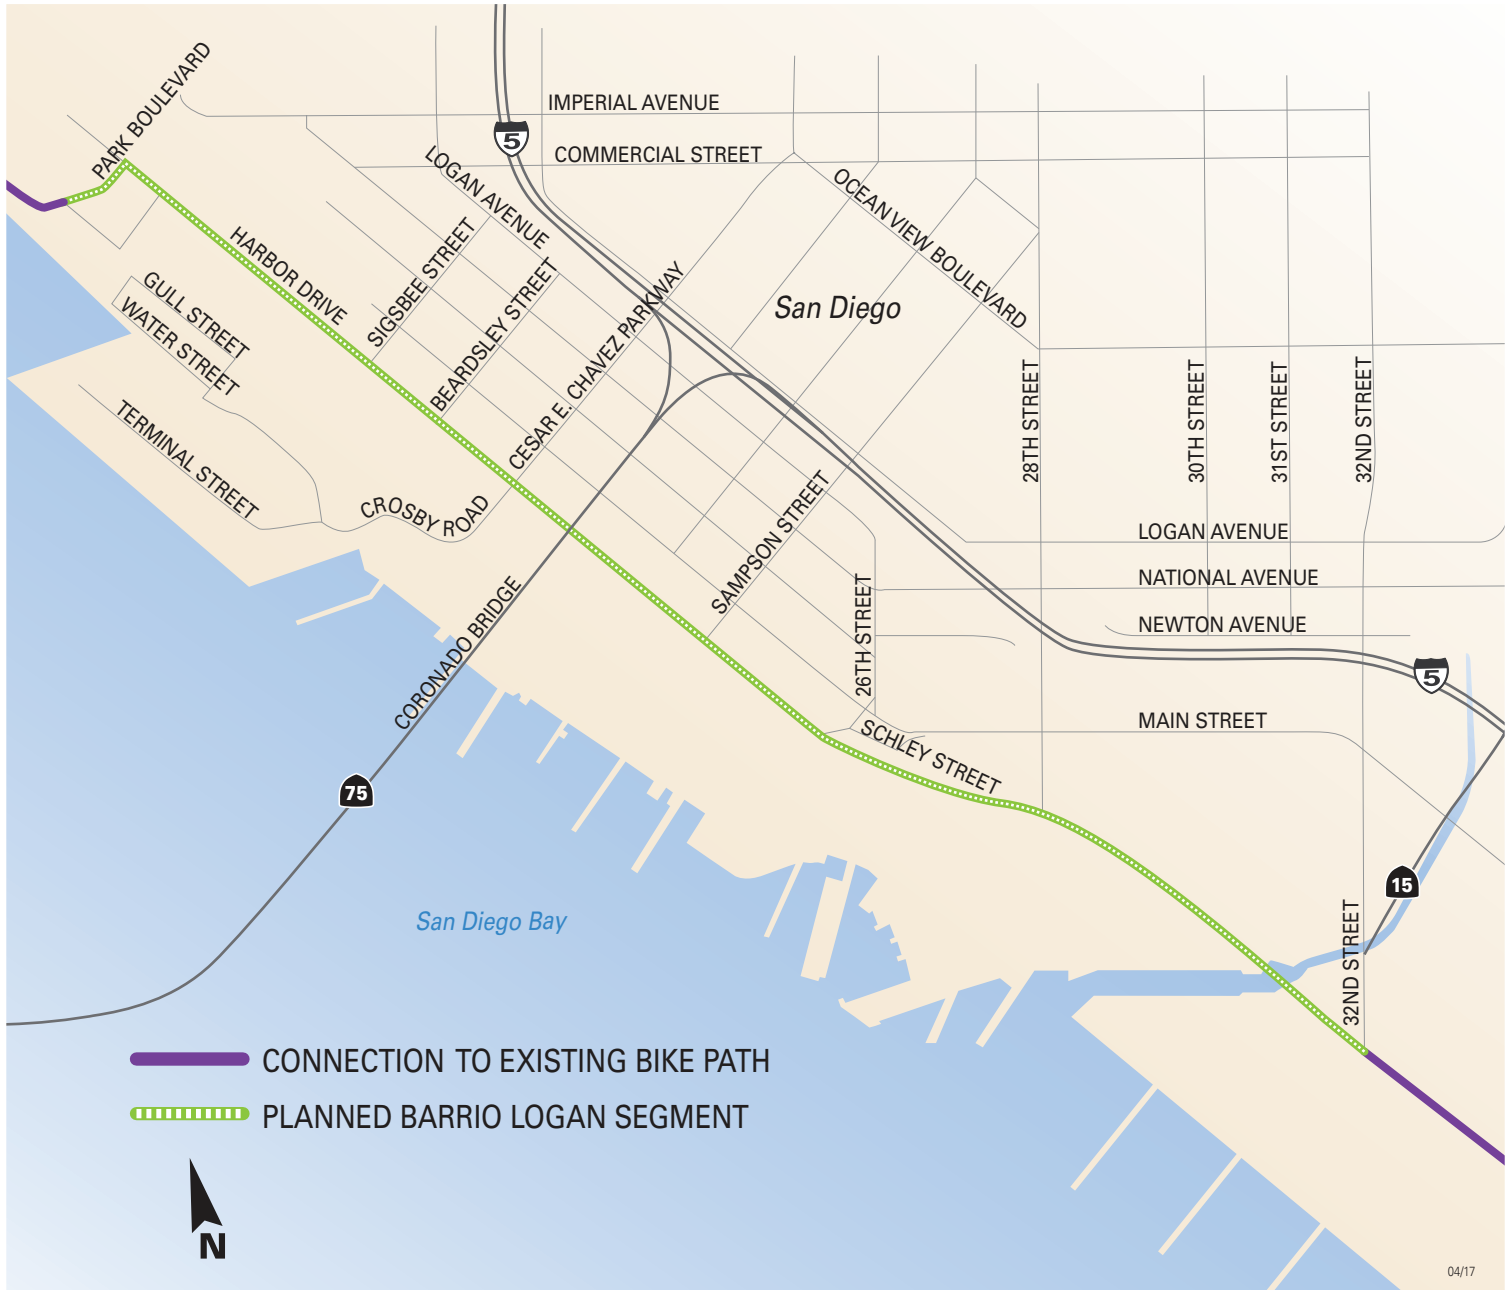 PARK BOULEVARD
IMPERIAL AVENUE
5
COMMERCIAL STREET
LOGAN AVENUE
OCEAN VIEW BOULEVARD
HARBOR DRIVE
SIGSBEE STREET
BEARDSLEY STREET
CESAR E. CHAVEZ PARKWAY
San Diego
GULL STREET
WATER STREET
TERMINAL STREET
CROSBY ROAD
28TH STREET
30TH STREET
31ST STREET
32ND STREET
SAMPSON STREET
LOGAN AVENUE
NATIONAL AVENUE
NEWTON AVENUE
26TH STREET
CORONADO BRIDGE
5
MAIN STREET
SCHLEY STREET
75
15
San Diego Bay
32ND STREET
CONNECTION TO EXISTING BIKE PATH
PLANNED BARRIO LOGAN SEGMENT
N
04/17